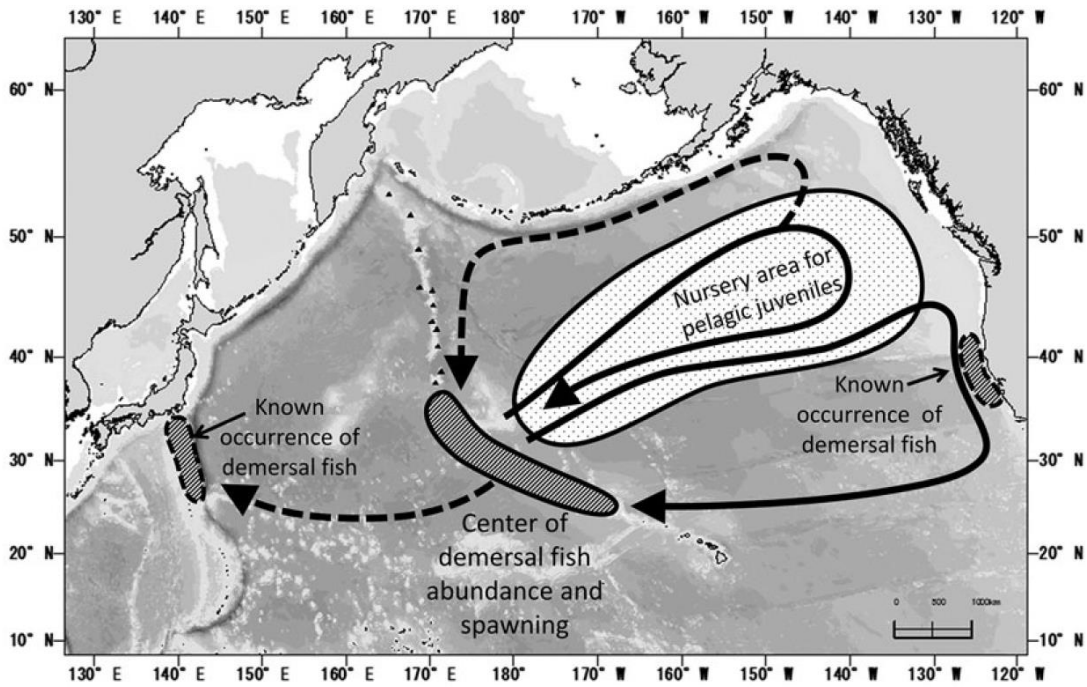 130° E 140° E 150° E 160° E 170° E 180° 170° W 160° W 150° W 140° W 130° W 120° W
60° N
60° N
50° N
50° N
Nursery area for
pelagic juveniles
40° N
40° N
Known
occurrence of
demersal fish
Known
occurrence of
demersal fish
30° N
30° N
Center of
demersal fish
abundance and
spawning
20° N
20° N
0 500 1000km
10° N
10° N
130° E 140° E 150° E 160° E 170° E 180° 170° W 160° W 150° W 140° W 130° W 120° W